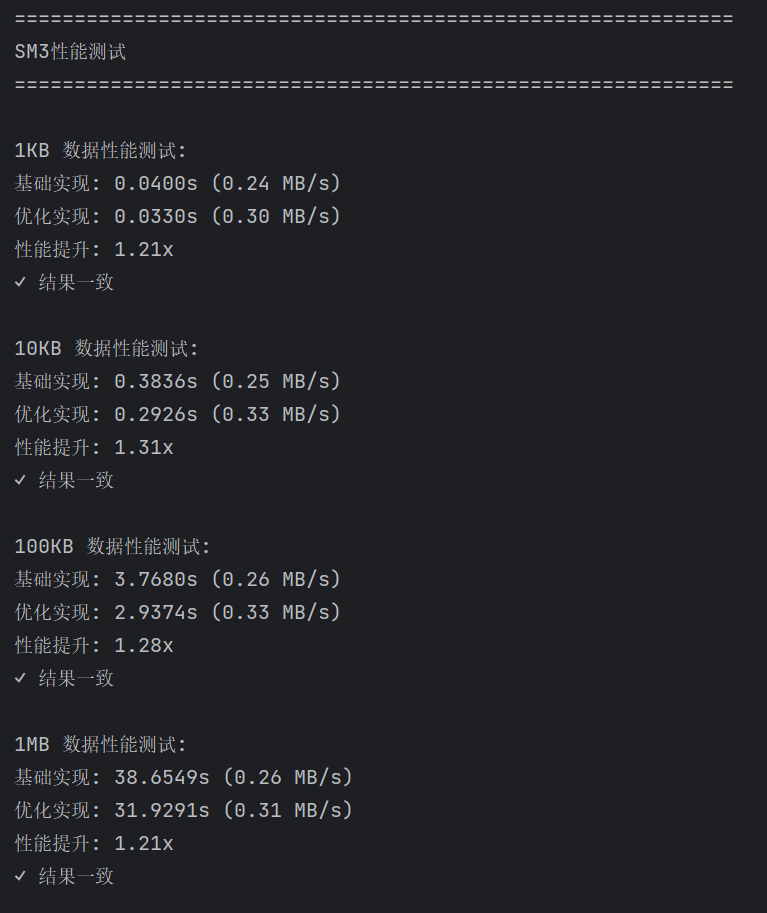 ============================================================
SM3性能测试
============================================================
1KB 数据性能测试:
基础实现: 0.0400s (0.24 MB/s)
优化实现: 0.0330s (0.30 MB/s)
性能提升: 1.21x
✓ 结果一致
10KB 数据性能测试:
基础实现: 0.3836s (0.25 MB/s)
优化实现: 0.2926s (0.33 MB/s)
性能提升: 1.31x
✓ 结果一致
100KB 数据性能测试:
基础实现: 3.7680s (0.26 MB/s)
优化实现: 2.9374s (0.33 MB/s)
性能提升: 1.28x
✓ 结果一致
1MB 数据性能测试:
基础实现: 38.6549s (0.26 MB/s)
优化实现: 31.9291s (0.31 MB/s)
性能提升: 1.21x
✓ 结果一致